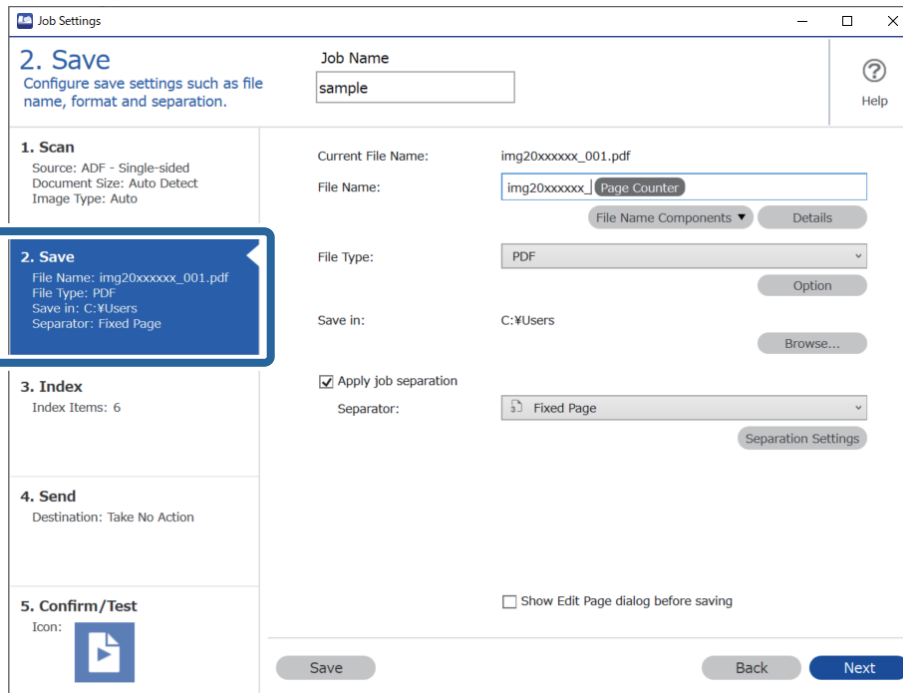 Job Settings
2. Save
Configure save settings such as file
name, format and separation.
Job Name
sample
Help
1. Scan
Source: ADF - Single-sided
Document Size: Auto Detect
Image Type: Auto
2. Save
File Name: img20xxxxxx_001.pdf
File Type: PDF
Save in: C:¥Users
Separator: Fixed Page
3. Index
Index Items: 6
4. Send
Destination: Take No Action
5. Confirm/Test
Icon:
Current File Name: img20xxxxxx_001.pdf
File Name: img20xxxxxx_ Page Counter
File Name Components ▼ Details
File Type: PDF
Option
Save in: C:¥Users
Browse...
Apply job separation
Separator: 3 Fixed Page
Separation Settings
Show Edit Page dialog before saving
Save Back Next